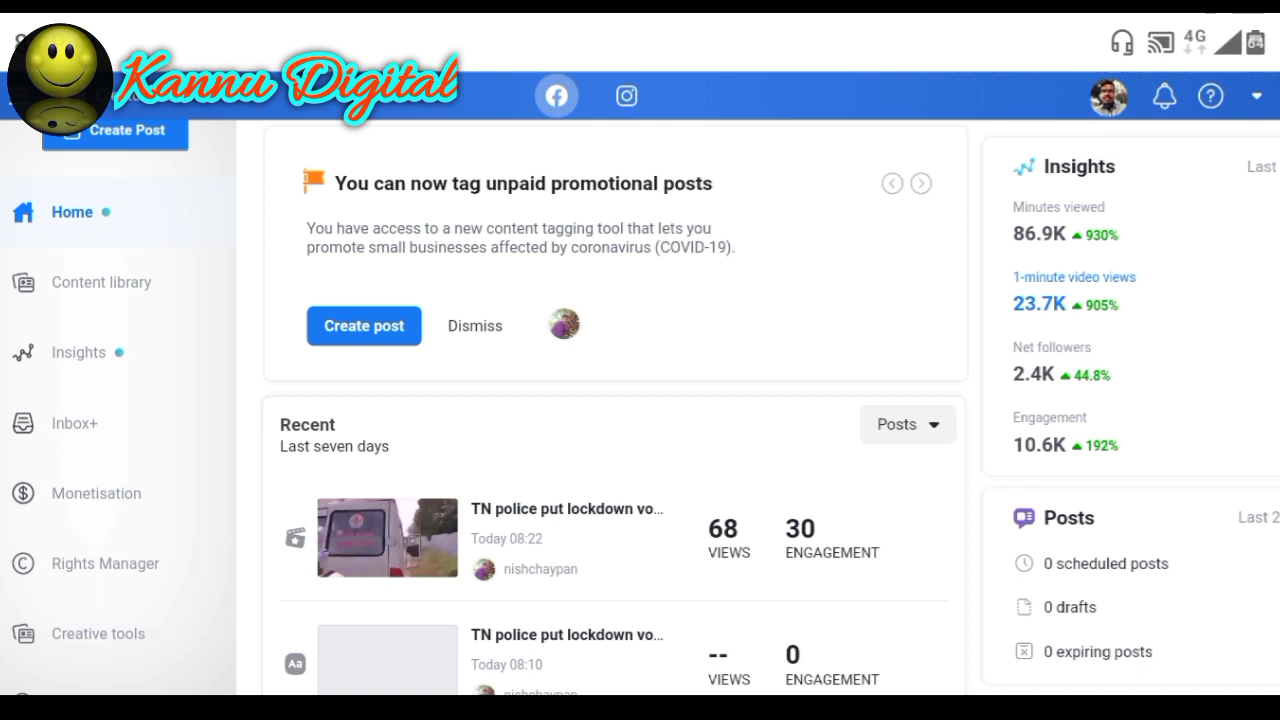 4G
64
Kannu Digital
Create Post
Home
Content library
Insights
Inbox+
Monetisation
Rights Manager
Creative tools
You can now tag unpaid promotional posts
You have access to a new content tagging tool that lets you
promote small businesses affected by coronavirus (COVID-19).
Create post
Dismiss
Recent
Last seven days
Posts
TN police put lockdown vo...
Today 08:22
nishchaypan
68
VIEWS
30
ENGAGEMENT
Aa
TN police put lockdown vo...
Today 08:10
nishchaypan
--
VIEWS
0
ENGAGEMENT
Insights
Last
Minutes viewed
86.9K 930%
1-minute video views
23.7K 905%
Net followers
2.4K 44.8%
Engagement
10.6K 192%
Posts
Last 2
0 scheduled posts
0 drafts
0 expiring posts